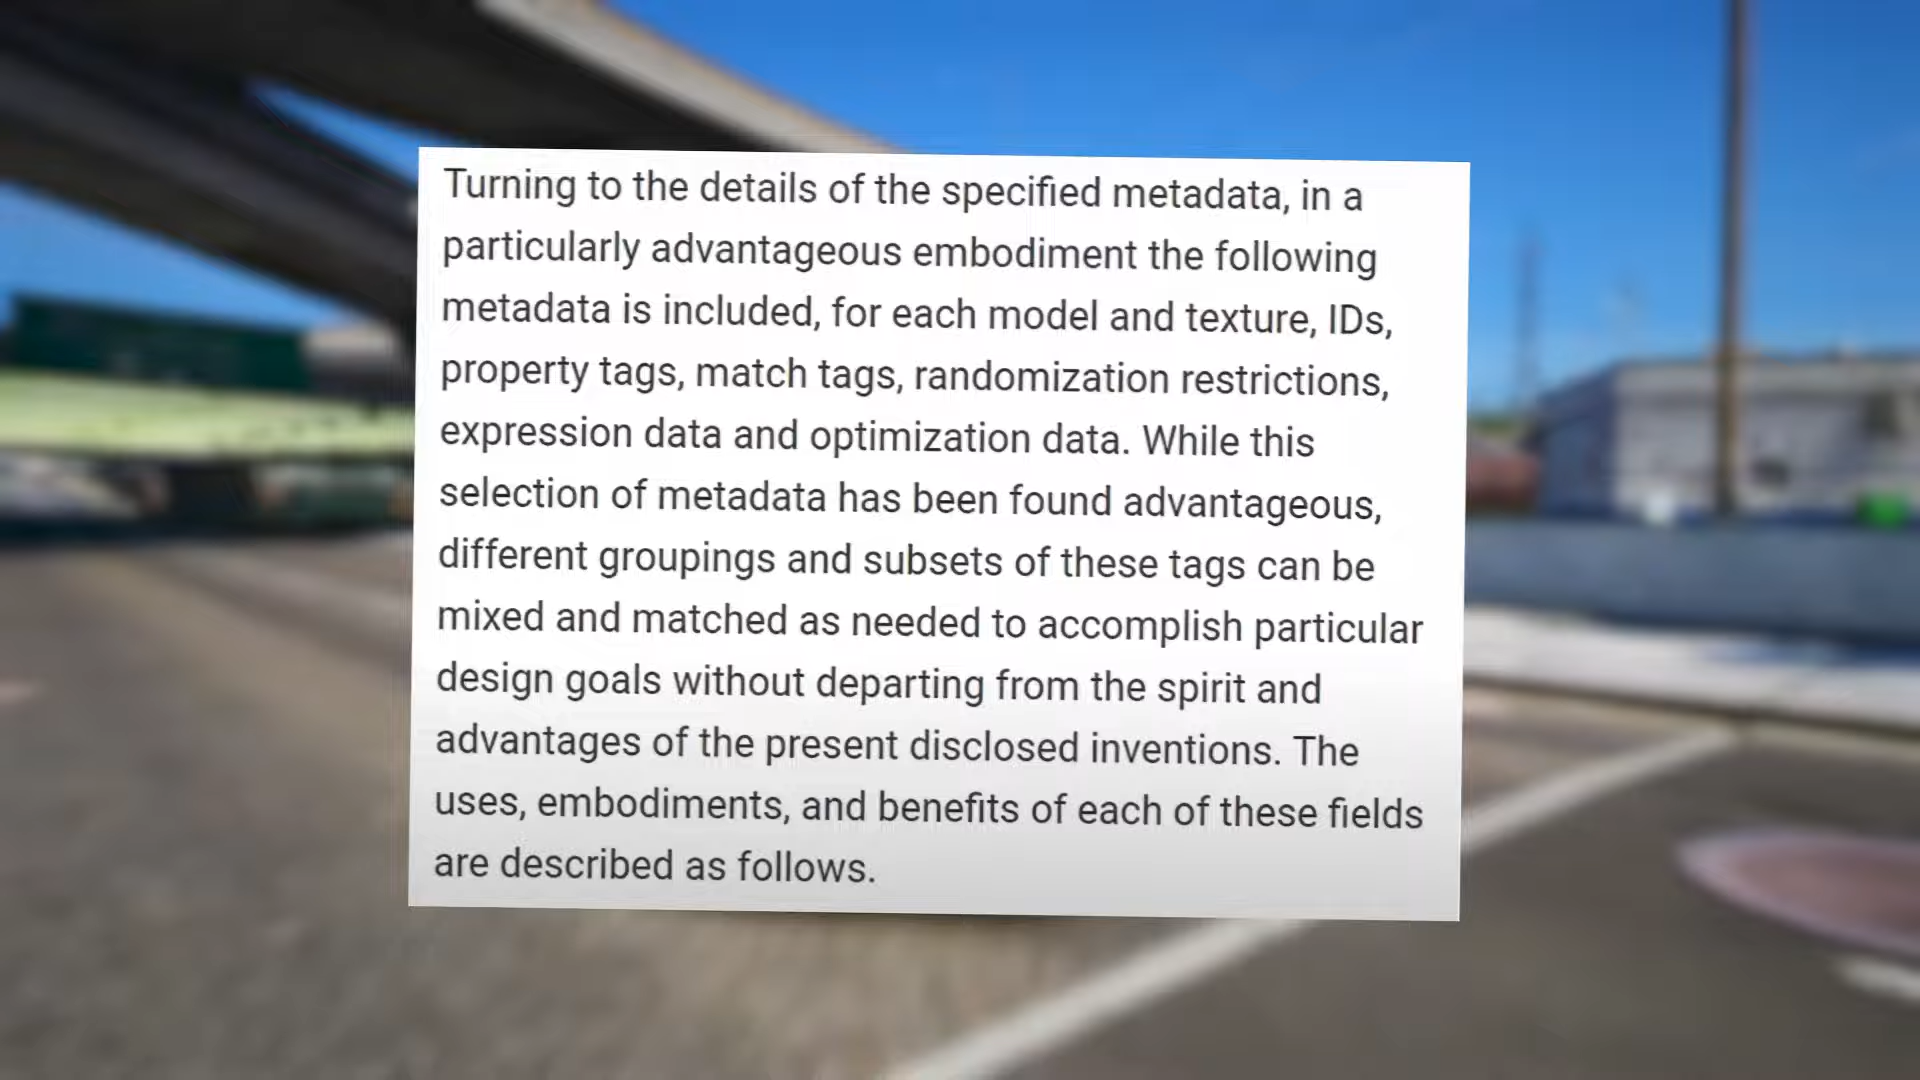 Turning to the details of the specified metadata, in a
particularly advantageous embodiment the following
metadata is included, for each model and texture, IDs,
property tags, match tags, randomization restrictions,
expression data and optimization data. While this
selection of metadata has been found advantageous,
different groupings and subsets of these tags can be
mixed and matched as needed to accomplish particular
design goals without departing from the spirit and
advantages of the present disclosed inventions. The
uses, embodiments, and benefits of each of these fields
are described as follows.